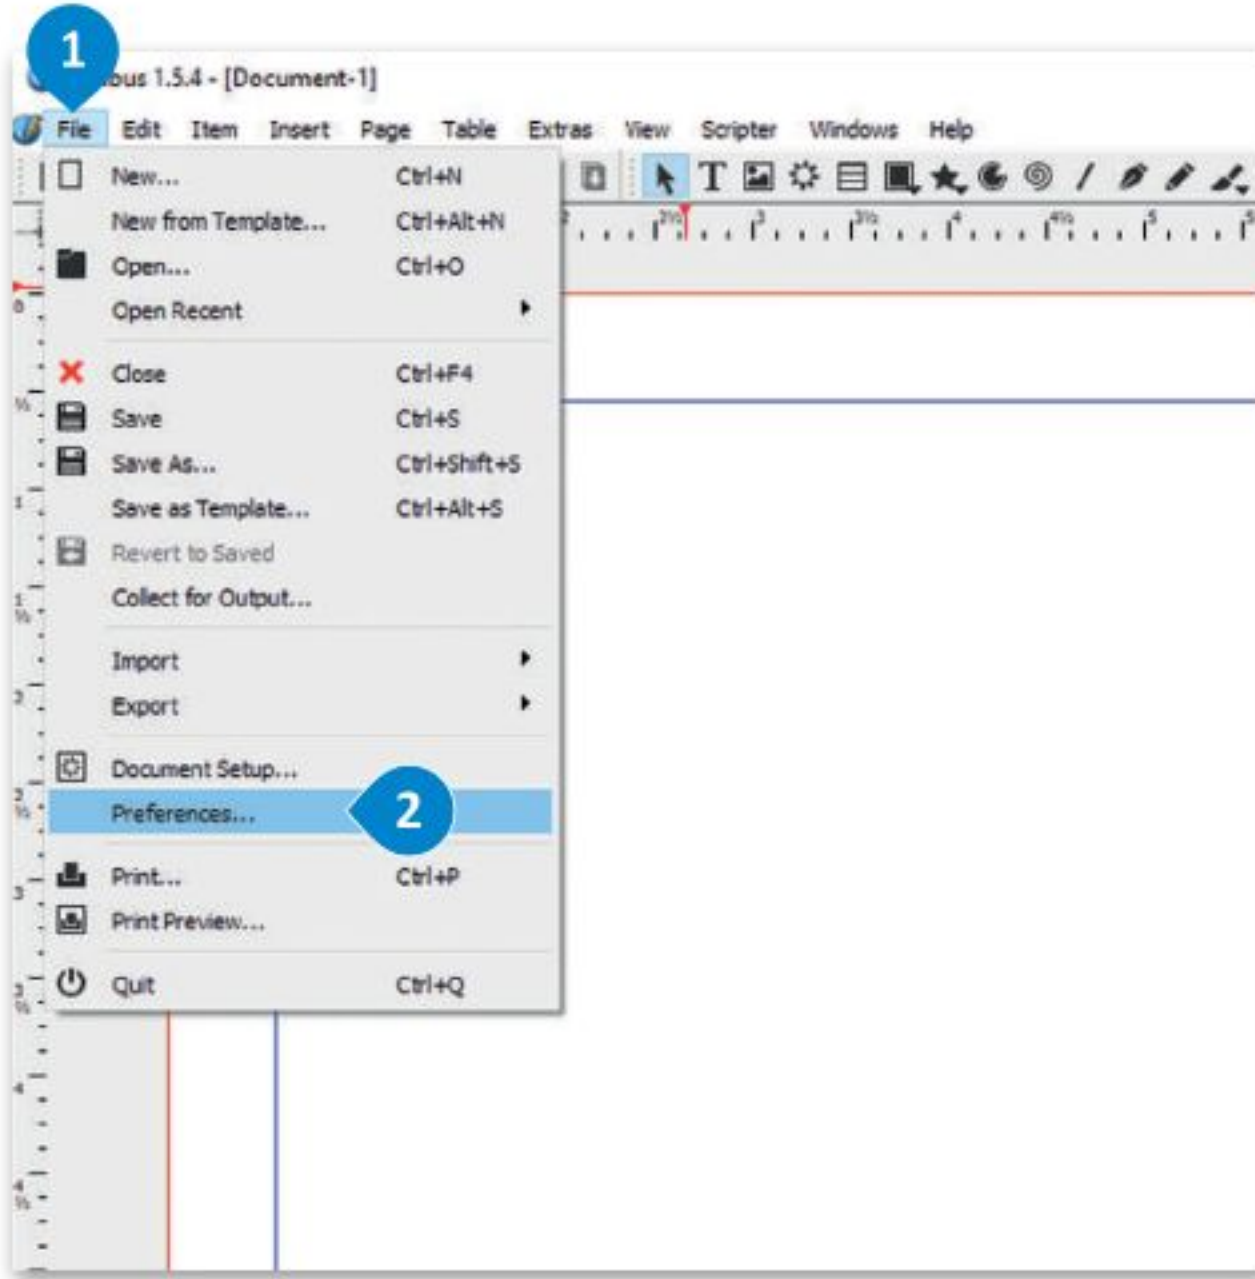 1
bus 1.5.4 - [Document-1]
File Edit Item Insert Page Table Extras View Scripter Windows Help
New... Ctrl+N
New from Template... Ctrl+Alt+N
Open... Ctrl+O
Open Recent
Close Ctrl+F4
Save Ctrl+S
Save As... Ctrl+Shift+S
Save as Template... Ctrl+Alt+S
Revert to Saved
Collect for Output...
Import
Export
Document Setup...
Preferences... 2
Print... Ctrl+P
Print Preview...
Quit Ctrl+Q